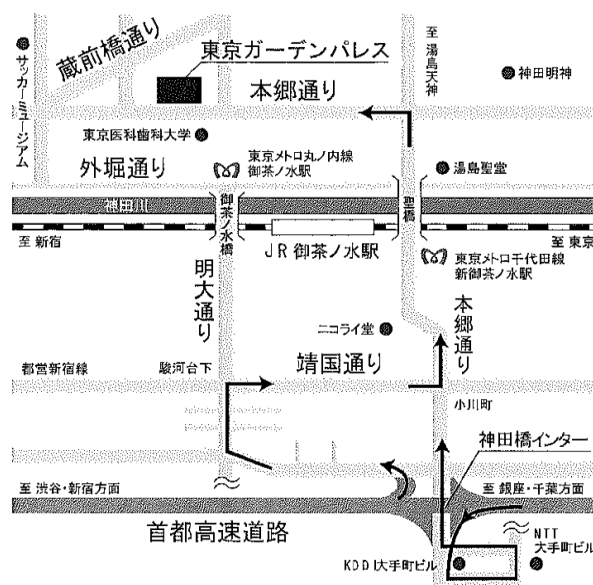 至湯島天神
蔵前橋通り
東京ガーデンパレス
サッカーミュージアム
神田明神
本郷通り
東京医科歯科大学
東京メトロ丸ノ内線
御茶ノ水駅
外堀通り
湯島聖堂
神田川
御茶ノ水橋
聖橋
至 新宿
JR 御茶ノ水駅
至 東京
東京メトロ千代田線
新御茶ノ水駅
明大通り
本郷通り
ニコライ堂
靖国通り
都営新宿線
駿河台下
小川町
神田橋インター
至 渋谷・新宿方面
至 銀座・千葉方面
首都高速道路
NTT
大手町ビル
KDDI大手町ビル